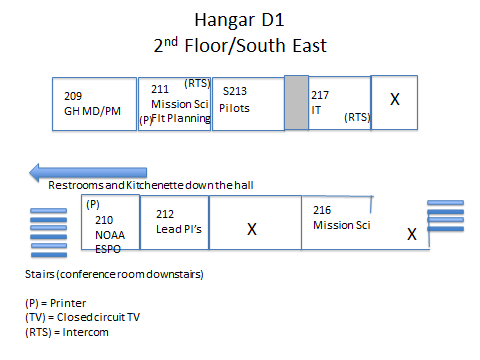 Hangar D1
2nd Floor/South East
209
GH MD/PM
211 (RTS)
Mission Sci
(P) Flt Planning
S213
Pilots
217
IT
(RTS)
X
Restrooms and Kitchenette down the hall
(P)
210
NOAA
ESPO
212
Lead PI's
X
216
Mission Sci
X
Stairs (conference room downstairs)
(P) = Printer
(TV) = Closed circuit TV
(RTS) = Intercom